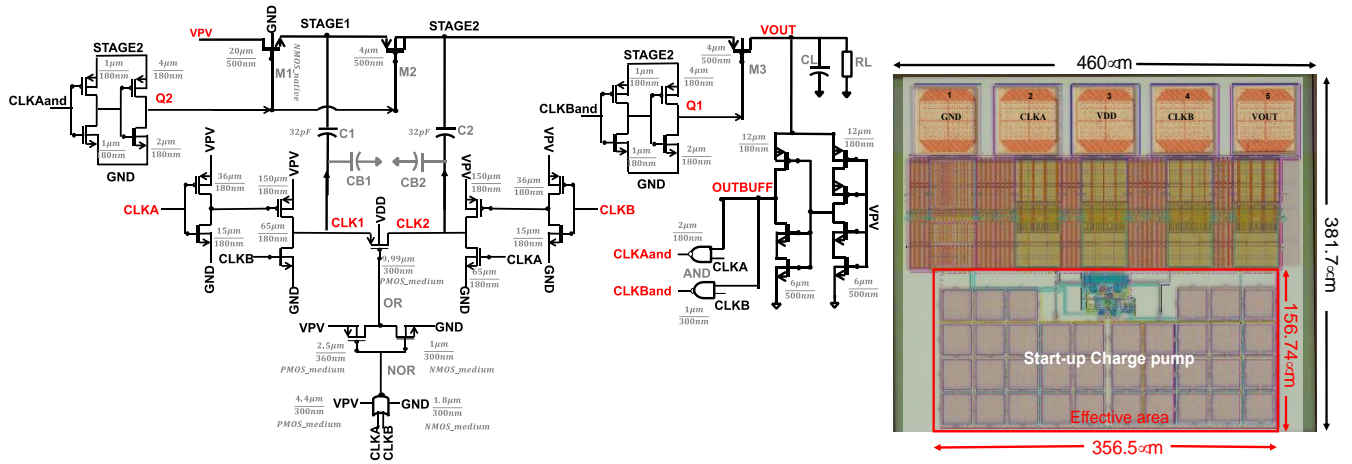 VPV
20μm
500nm
GND
M1
NMOS native
STAGE1
4μm
500nm
M2
STAGE2
STAGE2
1μm
180nm
4μm
180nm
CLKAand
Q2
1μm
180nm
2μm
180nm
GND
32pF
C1
32pF
C2
CB1
CB2
STAGE2
1μm
180nm
4μm
180nm
CLKBand
Q1
1μm
180nm
2μm
180nm
GND
4μm
500nm
M3
VOUT
CL
RL
VPV
36μm
180nm
CLKA
15μm
180nm
GND
150μm
180nm
VPV
65μm
180nm
CLKB
GND
CLK1
VDD
CLK2
9.99μm
300nm
PMOS_medium
VPV
150μm
180nm
36μm
180nm
VPV
CLKB
15μm
180nm
GND
CLKA
65μm
180nm
GND
OR
VPV
GND
2,5μm
360nm
PMOS_medium
1μm
300nm
NMOS_medium
NOR
4,4μm
300nm
PMOS_medium
VPV
GND
1.8μm
300nm
NMOS_medium
CLKA
CLKB
12μm
180nm
12μm
180nm
OUTBUFF
VPV
2μm
180nm
CLKAand
CLKA
AND
CLKBand
CLKB
1μm
300nm
6μm
500nm
6μm
500nm
460∝m
1
GND
2
CLKA
3
VDD
4
CLKB
5
VOUT
381.7∝m
156.74∝m
Start-up Charge pump
Effective area
356.5∝m